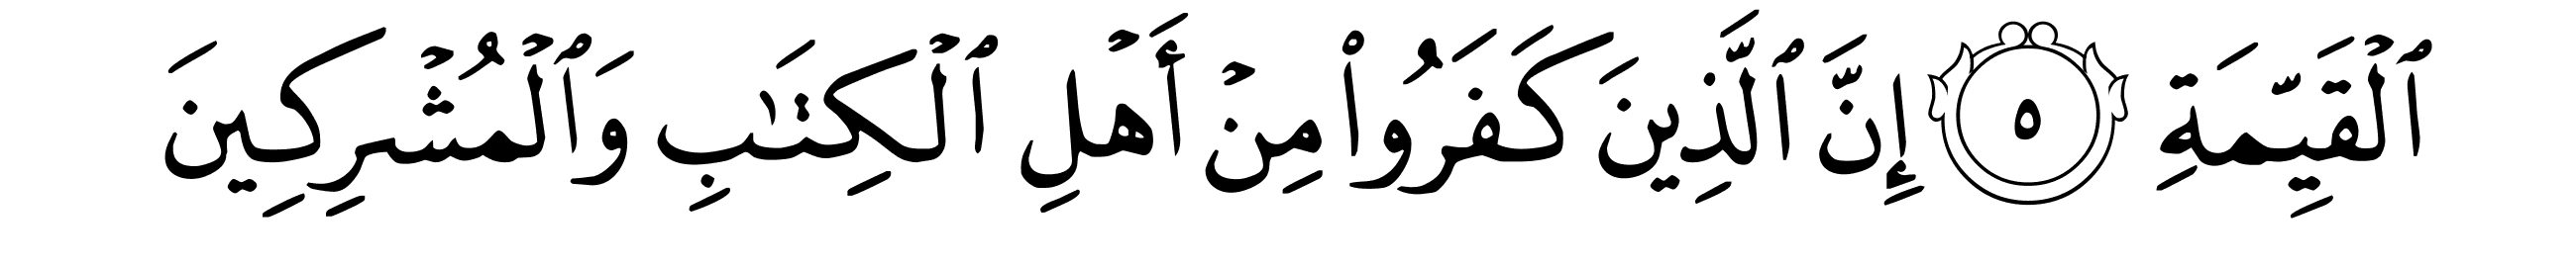 ٱلۡقَيِّمَةِ ٥ إِنَّ ٱلَّذِينَ كَفَرُواْ مِنۡ أَهۡلِ ٱلۡكِتَٰبِ وَٱلۡمُشۡرِكِينَ